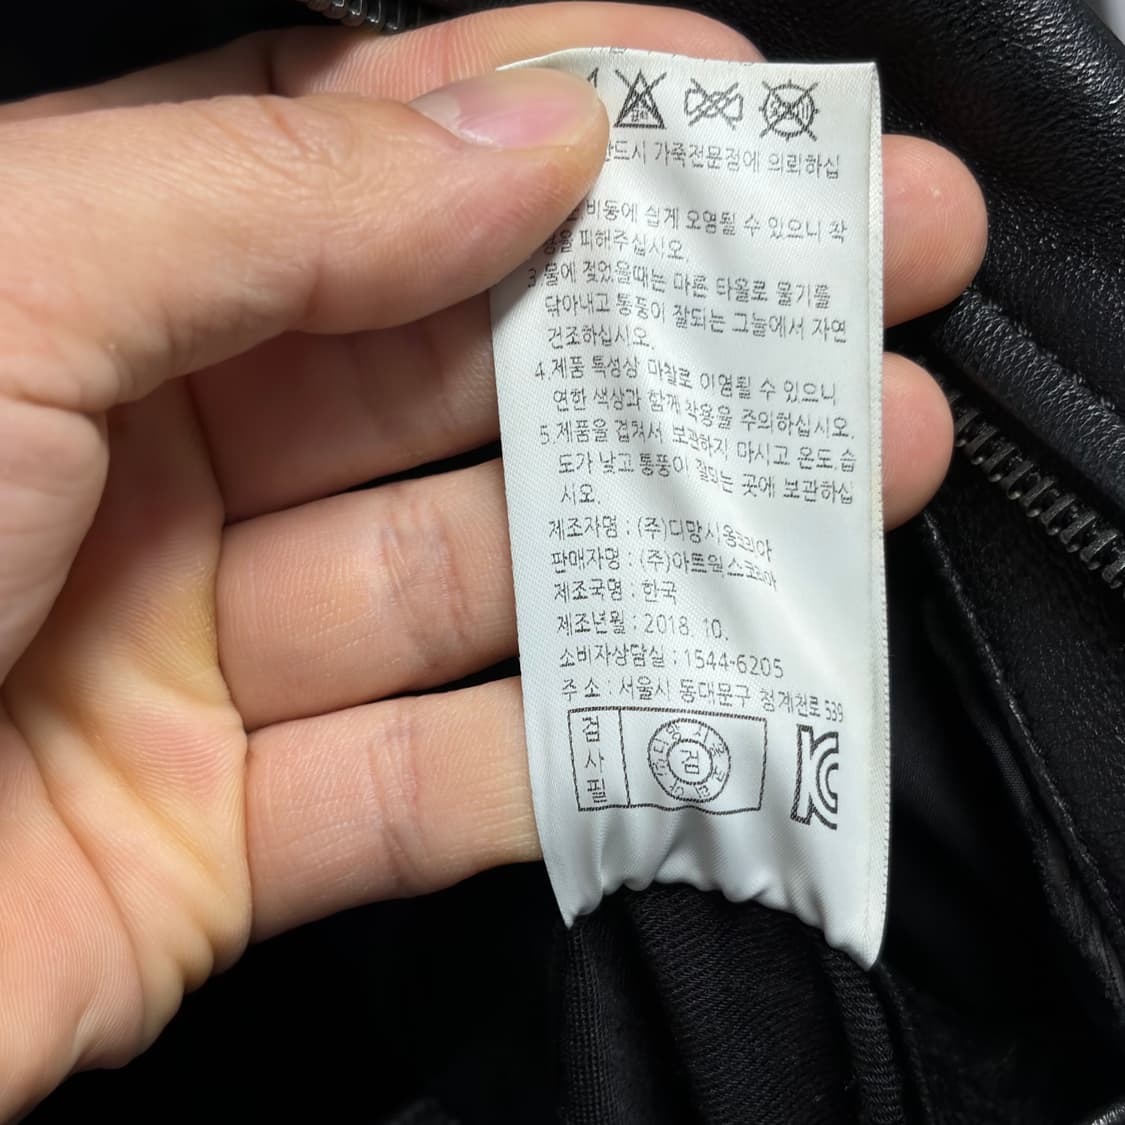 드시 가죽전문점에 의뢰하십
비등에 쉽게 오염될 수 있으니 착
용을 피해주십시오.
3.물에 젖었을때는 마른 타올로 물기를
닦아내고 통풍이 잘되는 그늘에서 자연
건조하십시오.
4.제품 특성상 마찰로 이염될 수 있으니
연한 색상과 함께 착용을 주의하십시오.
5.제품을 겹쳐서 보관하지 마시고 온도,습
도가 낮고 통풍이 잘되는 곳에 보관하십
시오.
제조자명 : (주)디망시용코리아
판매자명 : (주)아트웍스코리아
제조국명 : 한국
제조년월 : 2018. 10.
소비자상담실 : 1544-6205
주 소 : 서울시 동대문구 청계천로 539
검사필
검